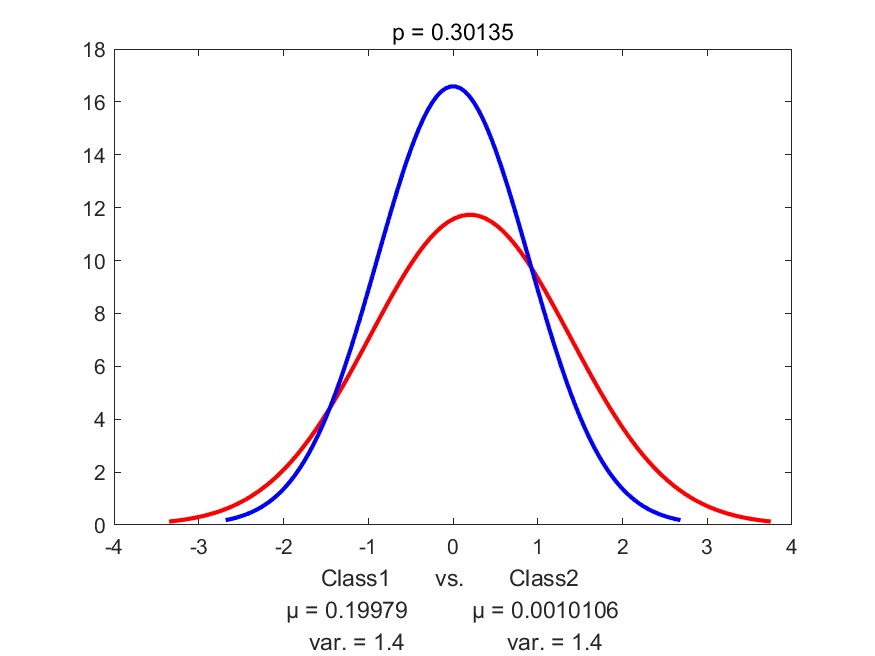 p = 0.30135
18
16
14
12
10
8
6
4
2
0
-4 -3 -2 -1 0 1 2 3 4
Class1 vs. Class2
μ = 0.19979 μ = 0.0010106
var. = 1.4 var. = 1.4